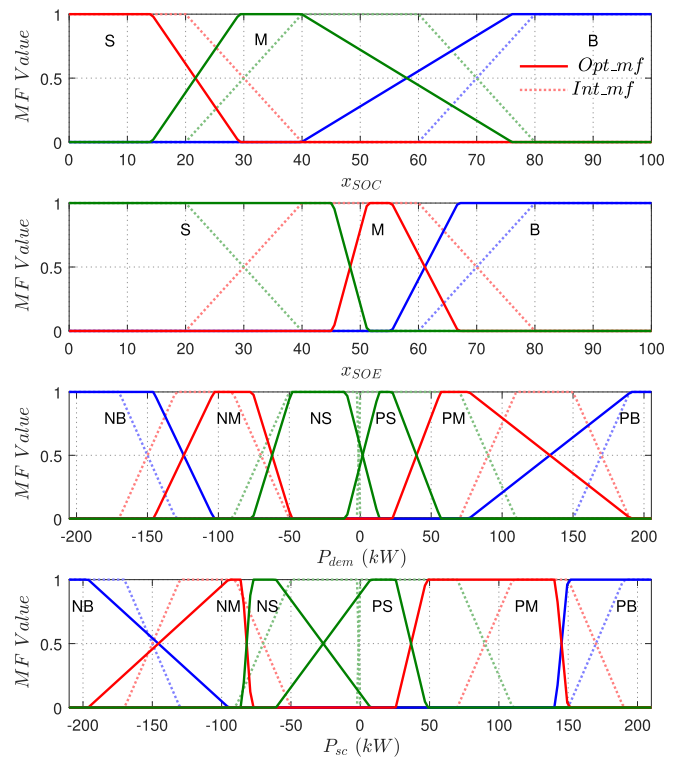 1
S
M
B
Opt_mf
Int_mf
0.5
MF Value
0
0 10 20 30 40 50 60 70 80 90 100
x_SOC
1
S
M
B
0.5
MF Value
0
0 10 20 30 40 50 60 70 80 90 100
x_SOE
1
NB NM NS PS PM PB
0.5
MF Value
0
-200 -150 -100 -50 0 50 100 150 200
P_dem (kW)
1
NB NM NS PS PM PB
0.5
MF Value
0
-200 -150 -100 -50 0 50 100 150 200
P_sc (kW)